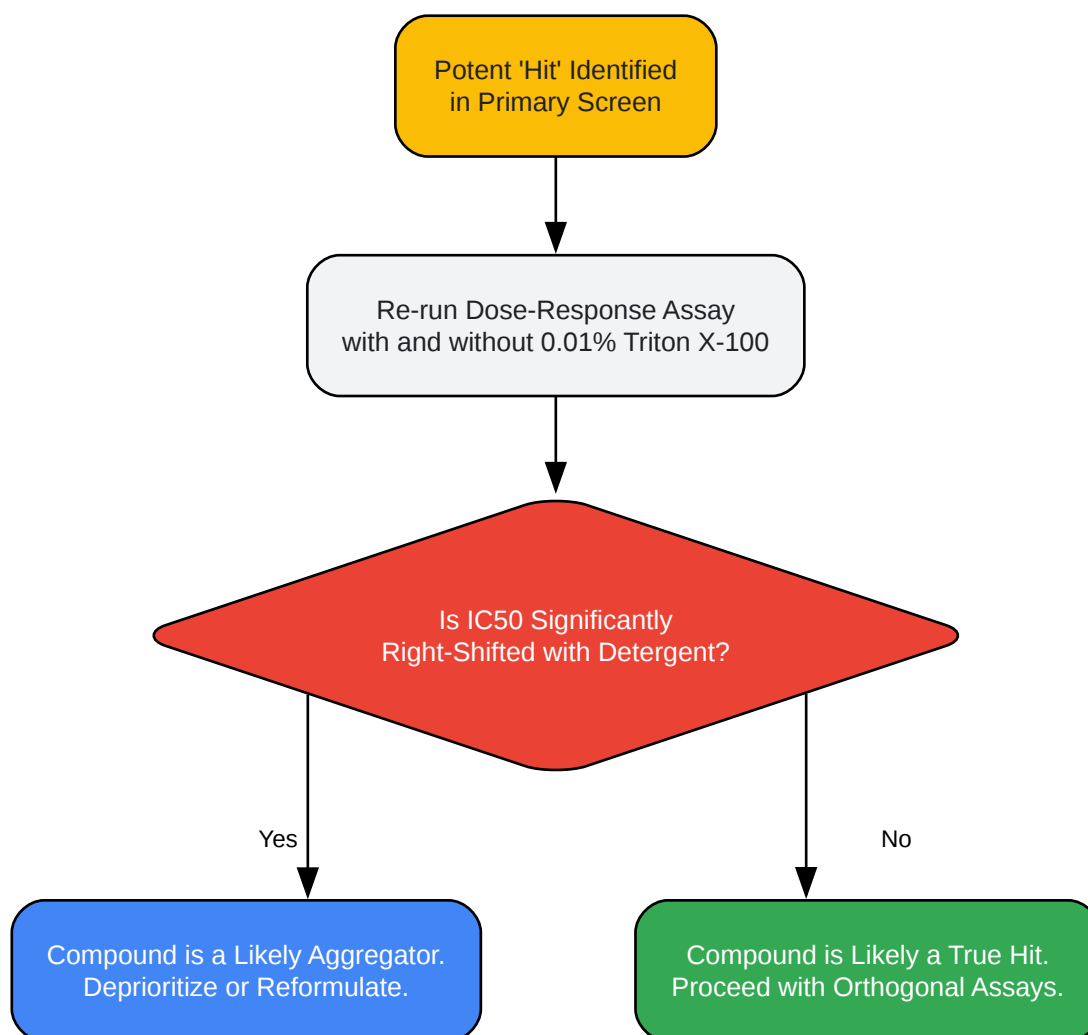 Potent 'Hit' Identified
in Primary Screen
Re-run Dose-Response Assay
with and without 0.01% Triton X-100
Is IC50 Significantly
Right-Shifted with Detergent?
Yes
No
Compound is a Likely Aggregator.
Deprioritize or Reformulate.
Compound is Likely a True Hit.
Proceed with Orthogonal Assays.